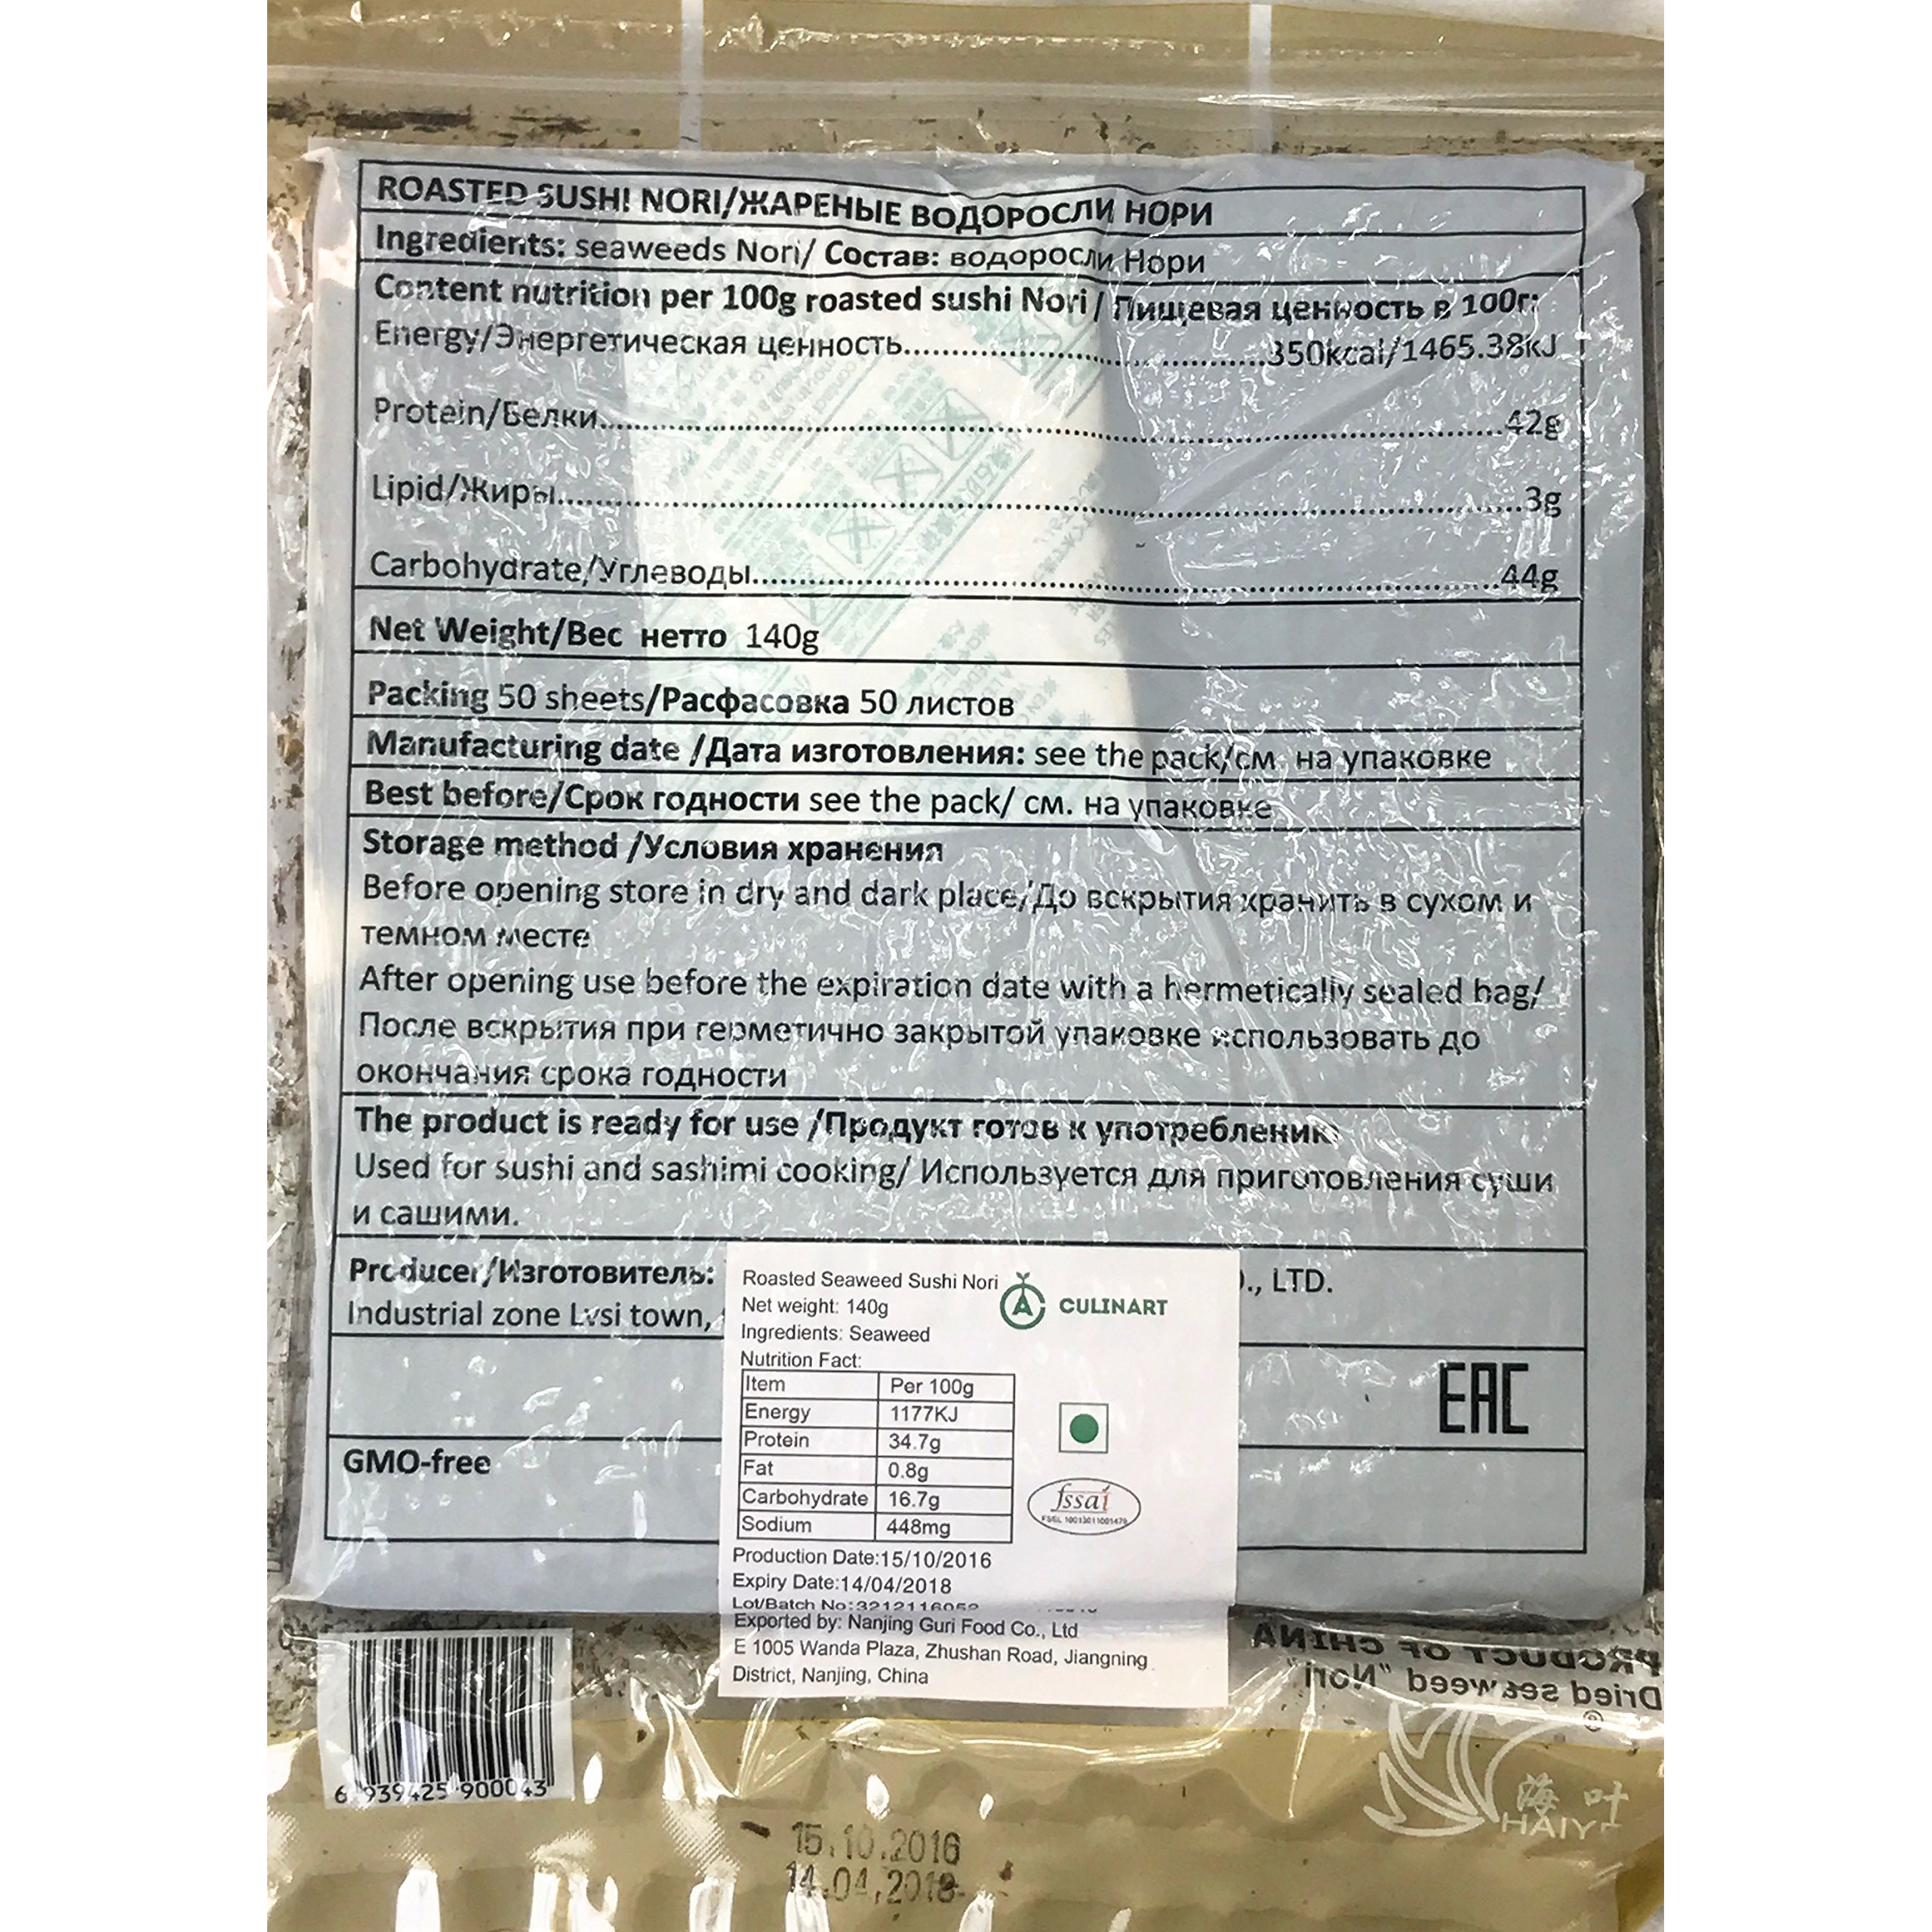 ROASTED SUSHI NORI/ЖАРЕНЫЕ ВОДОРОСЛИ НОРИ
Ingredients: seaweeds Nori/ Состав: водоросли Нори
Content nutrition per 100g roasted sushi Nori / Пищевая ценность в 100г:
Energy/Энергетическая ценность...............................350kcal/1465.38kJ
Protein/Белки...............................42g
Lipid/Жиры...............................3g
Carbohydrate/Углеводы...............................44g
Net Weight/Вес нетто 140g
Packing 50 sheets/Расфасовка 50 листов
Manufacturing date /Дата изготовления: see the pack/см на упаковке
Best before/Срок годности see the pack/ см. на упаковке
Storage method /Условия хранения
Before opening store in dry and dark place/До вскрытия хранить в сухом и
темном месте
After opening use before the expiration date with a hermetically sealed bag/
После вскрытия при герметично закрытой упаковке использовать до
окончания срока годности
The product is ready for use /Продукт готов к употреблению
Used for sushi and sashimi cooking/ Используется для приготовления суши
и сашими.
Producer/Изготовитель: ., LTD.
Industrial zone Lvsi town,
EAC
GMO-free
Roasted Seaweed Sushi Nori
CULINART
Net weight: 140g
Ingredients: Seaweed
Nutrition Fact:
Item Per 100g
Energy 1177KJ
Protein 34.7g
Fat 0.8g
Carbohydrate 16.7g
Sodium 448mg
fssai
Production Date:15/10/2016
Expiry Date:14/04/2018
Lot/Batch No:3212116052
Exported by: Nanjing Guri Food Co., Ltd
E 1005 Wanda Plaza, Zhushan Road, Jiangning
District, Nanjing, China
PRODUCT OF CHINA
Dried seaweed "Nori"
海叶
6 939425 900043
15.10.2016
14.04.2018